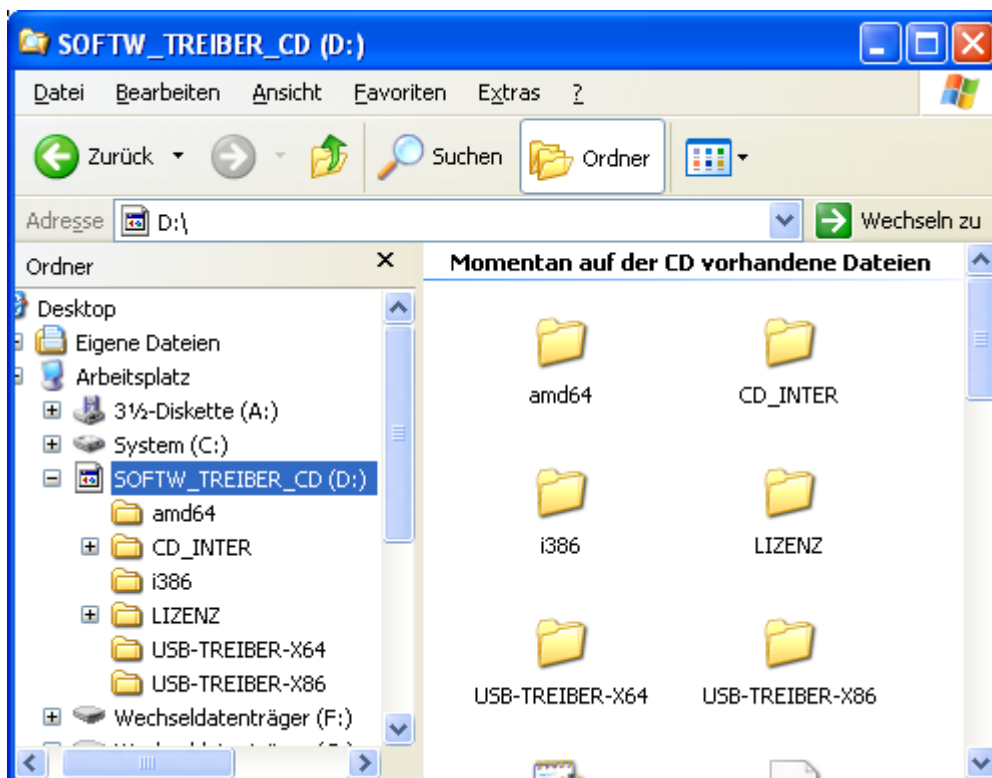 SOFTW_TREIBER_CD (D:)
Datei Bearbeiten Ansicht Favoriten Extras ?
Zurück Suchen Ordner
Adresse D:\ Wechseln zu
Ordner
Desktop
Eigene Dateien
Arbeitsplatz
3½-Diskette (A:)
System (C:)
SOFTW_TREIBER_CD (D:)
amd64
CD_INTER
i386
LIZENZ
USB-TREIBER-X64
USB-TREIBER-X86
Wechseldatenträger (F:)
Momentan auf der CD vorhandene Dateien
amd64 CD_INTER
i386 LIZENZ
USB-TREIBER-X64 USB-TREIBER-X86